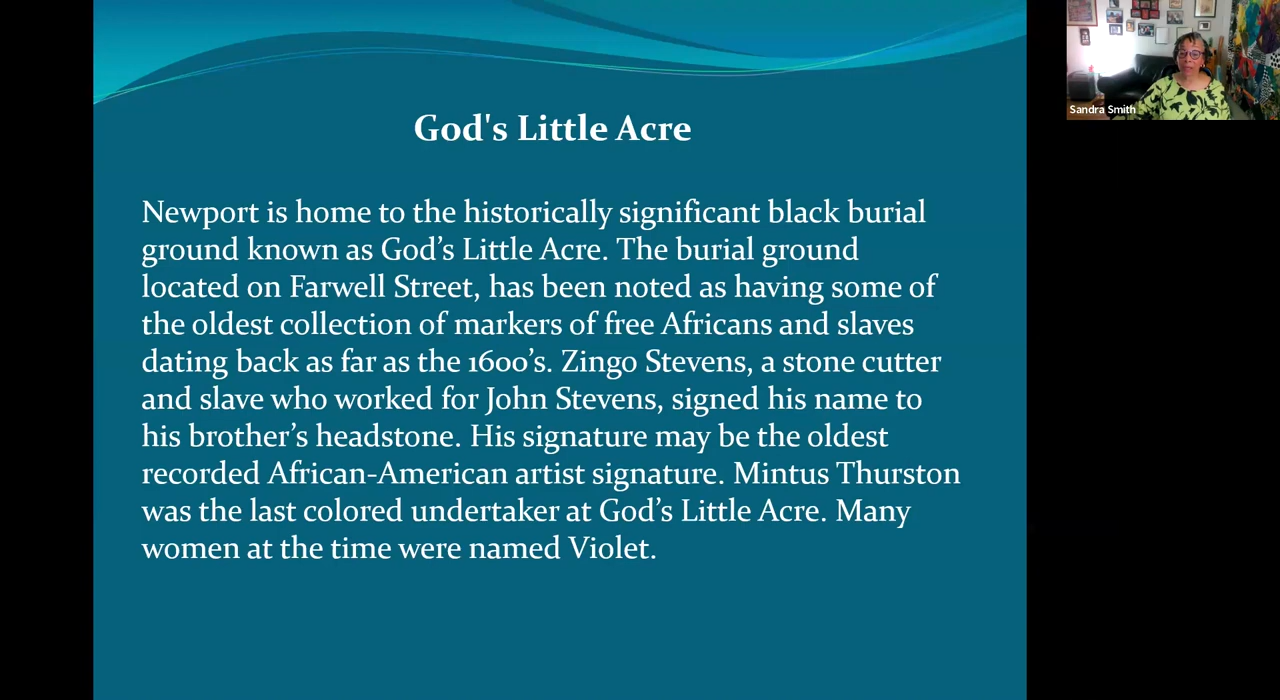 God's Little Acre
Newport is home to the historically significant black burial
ground known as God’s Little Acre. The burial ground
located on Farwell Street, has been noted as having some of
the oldest collection of markers of free Africans and slaves
dating back as far as the 1600’s. Zingo Stevens, a stone cutter
and slave who worked for John Stevens, signed his name to
his brother’s headstone. His signature may be the oldest
recorded African-American artist signature. Mintus Thurston
was the last colored undertaker at God’s Little Acre. Many
women at the time were named Violet.
Sandra Smith